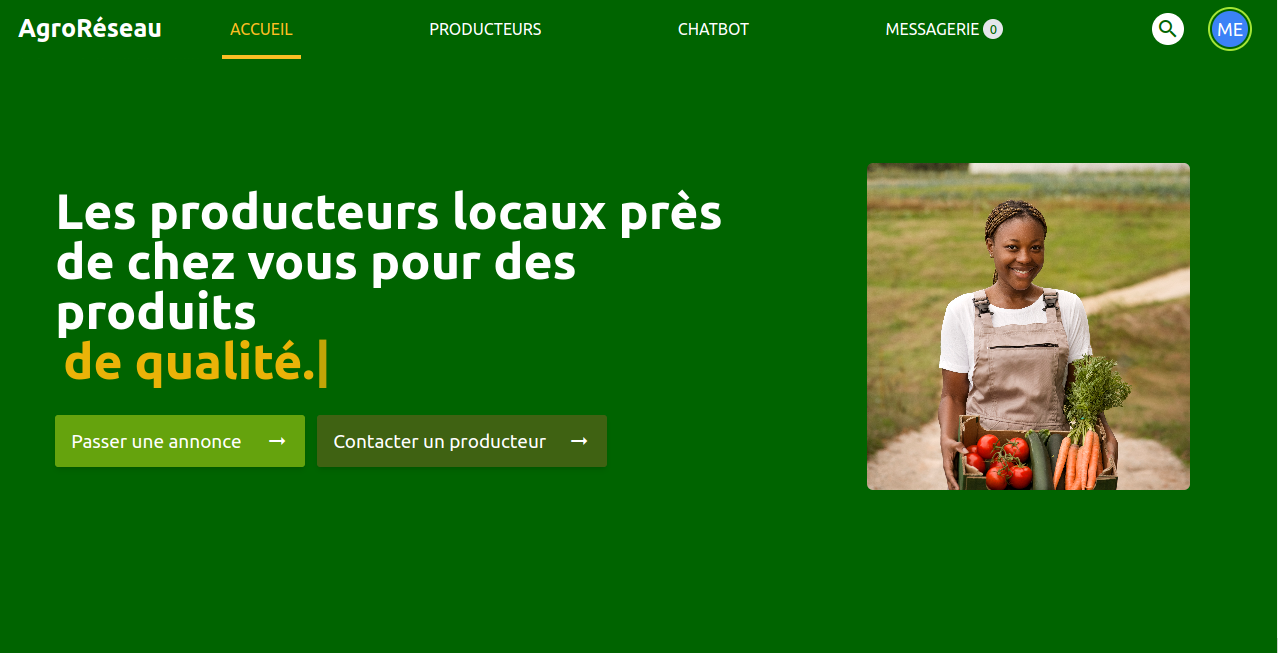 AgroRéseau
ACCUEIL
PRODUCTEURS
CHATBOT
MESSAGERIE 0
ME
Les producteurs locaux près
de chez vous pour des
produits
de qualité.|
Passer une annonce →
Contacter un producteur →